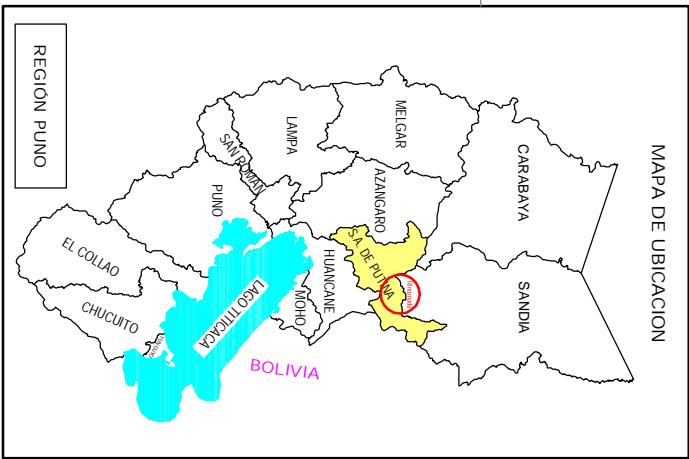 MAPA DE UBICACION
CARABAYA
SANDIA
MELGAR
AZANGARO
S.A. DE PUTINA
LAMPA
SAN ROMAN
HUANCANE
MOHO
PUNO
LAGO TITICACA
EL COLLAO
CHUCUITO
BOLIVIA
REGIÓN PUNO